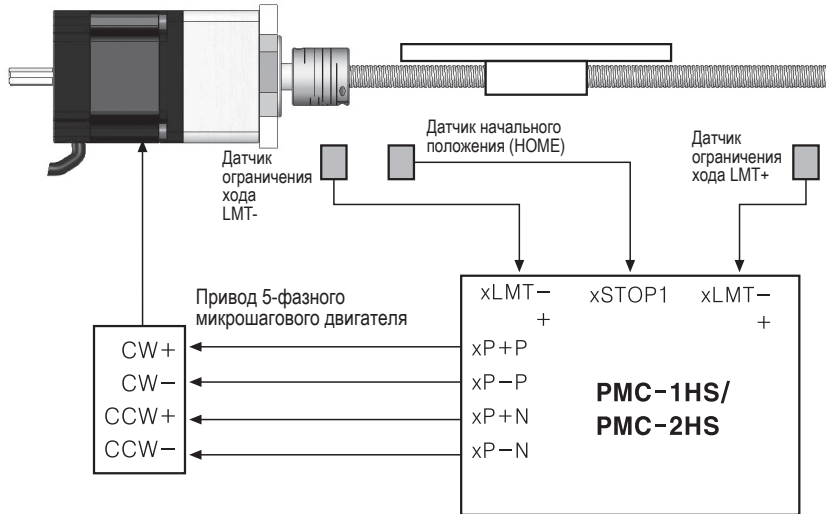 Датчик
ограничения
хода
LMT-
Датчик начального
положения (HOME)
Датчик
ограничения
хода LMT+
xLMT−
+
xSTOP1
xLMT−
+
Привод 5-фазного
микрошагового двигателя
CW+
CW−
CCW+
CCW−
xP+P
xP−P
xP+N
xP−N
PMC-1HS/
PMC-2HS